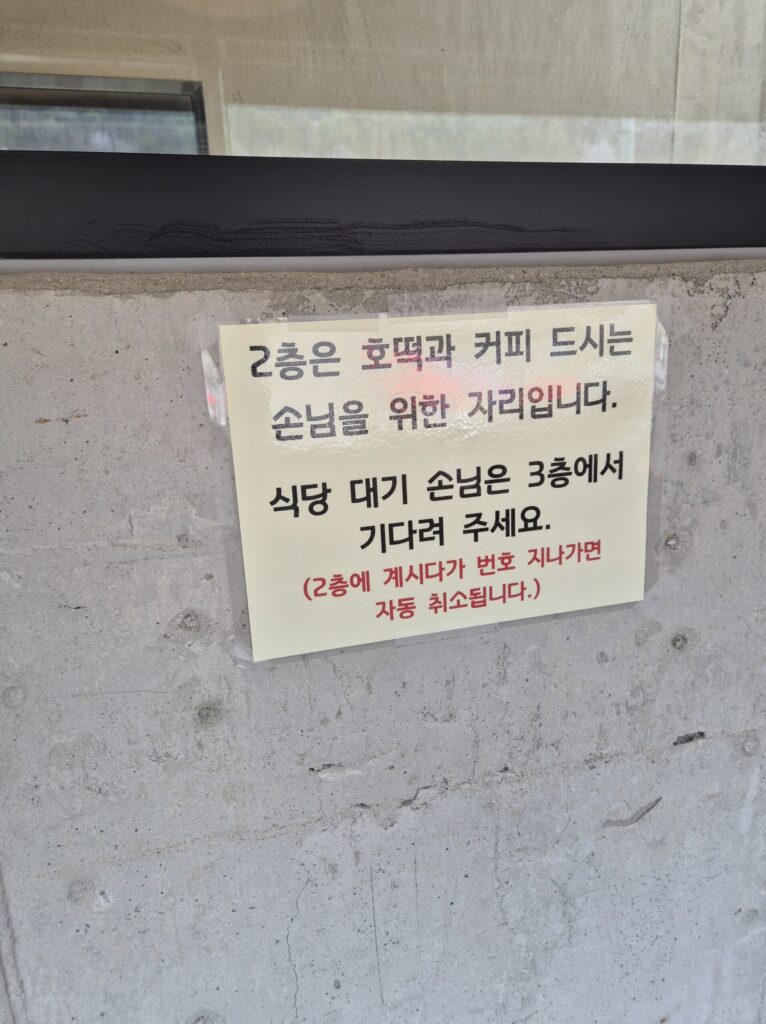 2층은 호떡과 커피 드시는
손님을 위한 자리입니다.
식당 대기 손님은 3층에서
기다려 주세요.
(2층에 계시다가 번호 지나가면
자동 취소됩니다.)